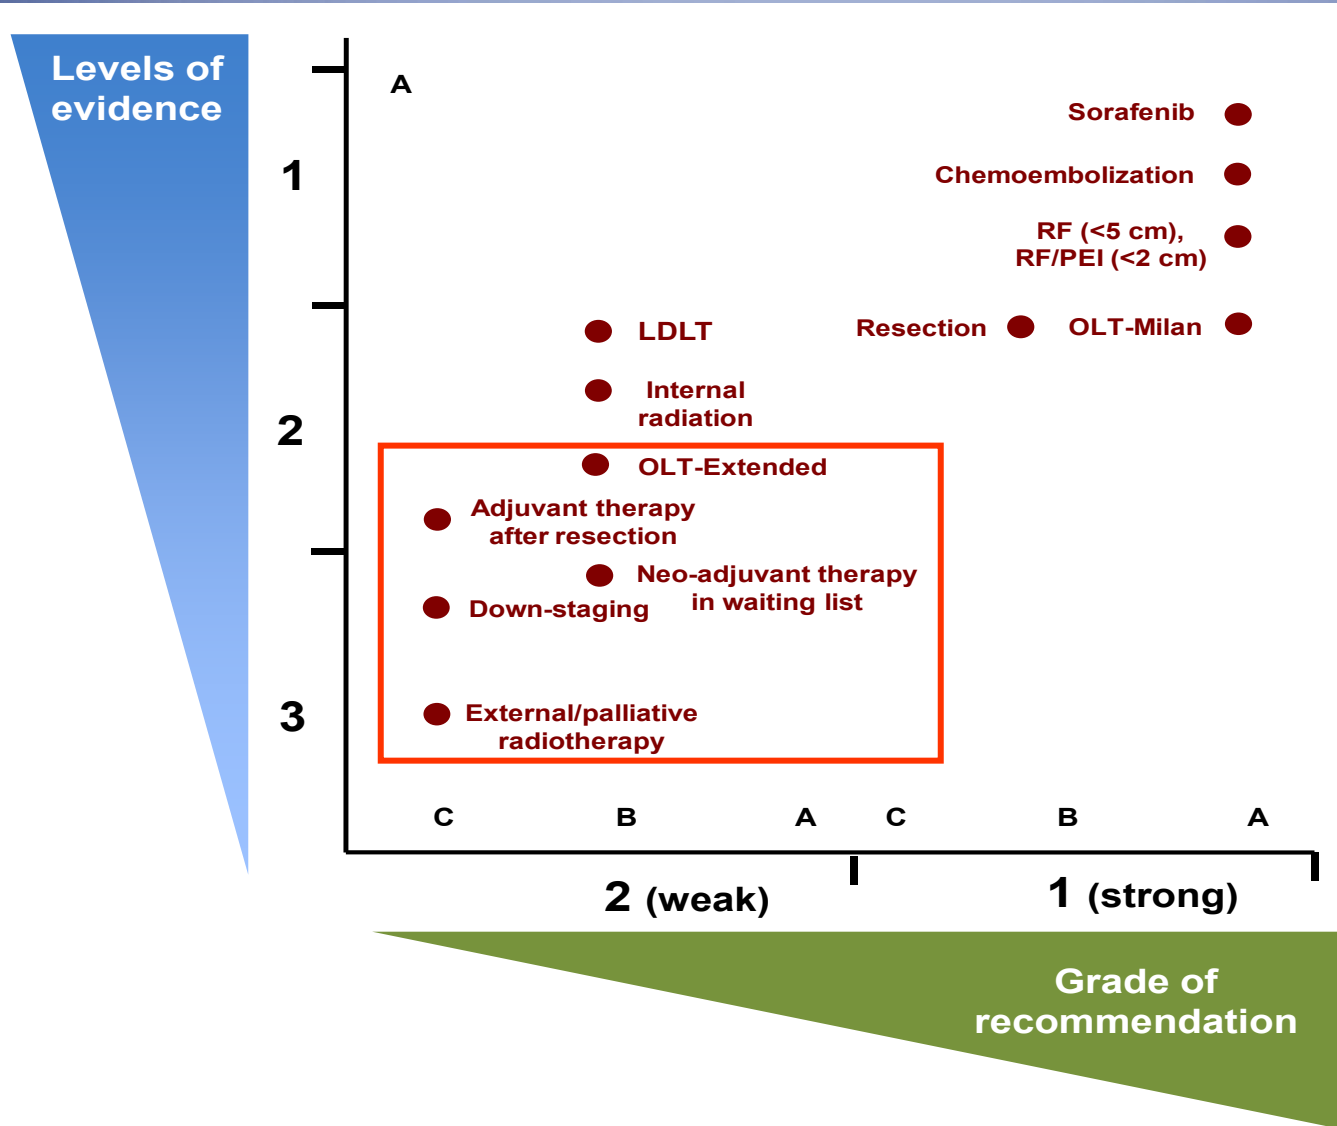 Levels of
evidence
A
1
Sorafenib
Chemoembolization
RF (<5 cm),
RF/PEI (<2 cm)
2
LDLT
Resection
OLT-Milan
Internal
radiation
OLT-Extended
Adjuvant therapy
after resection
Neo-adjuvant therapy
in waiting list
Down-staging
3
External/palliative
radiotherapy
C B A C B A
2 (weak) 1 (strong)
Grade of
recommendation